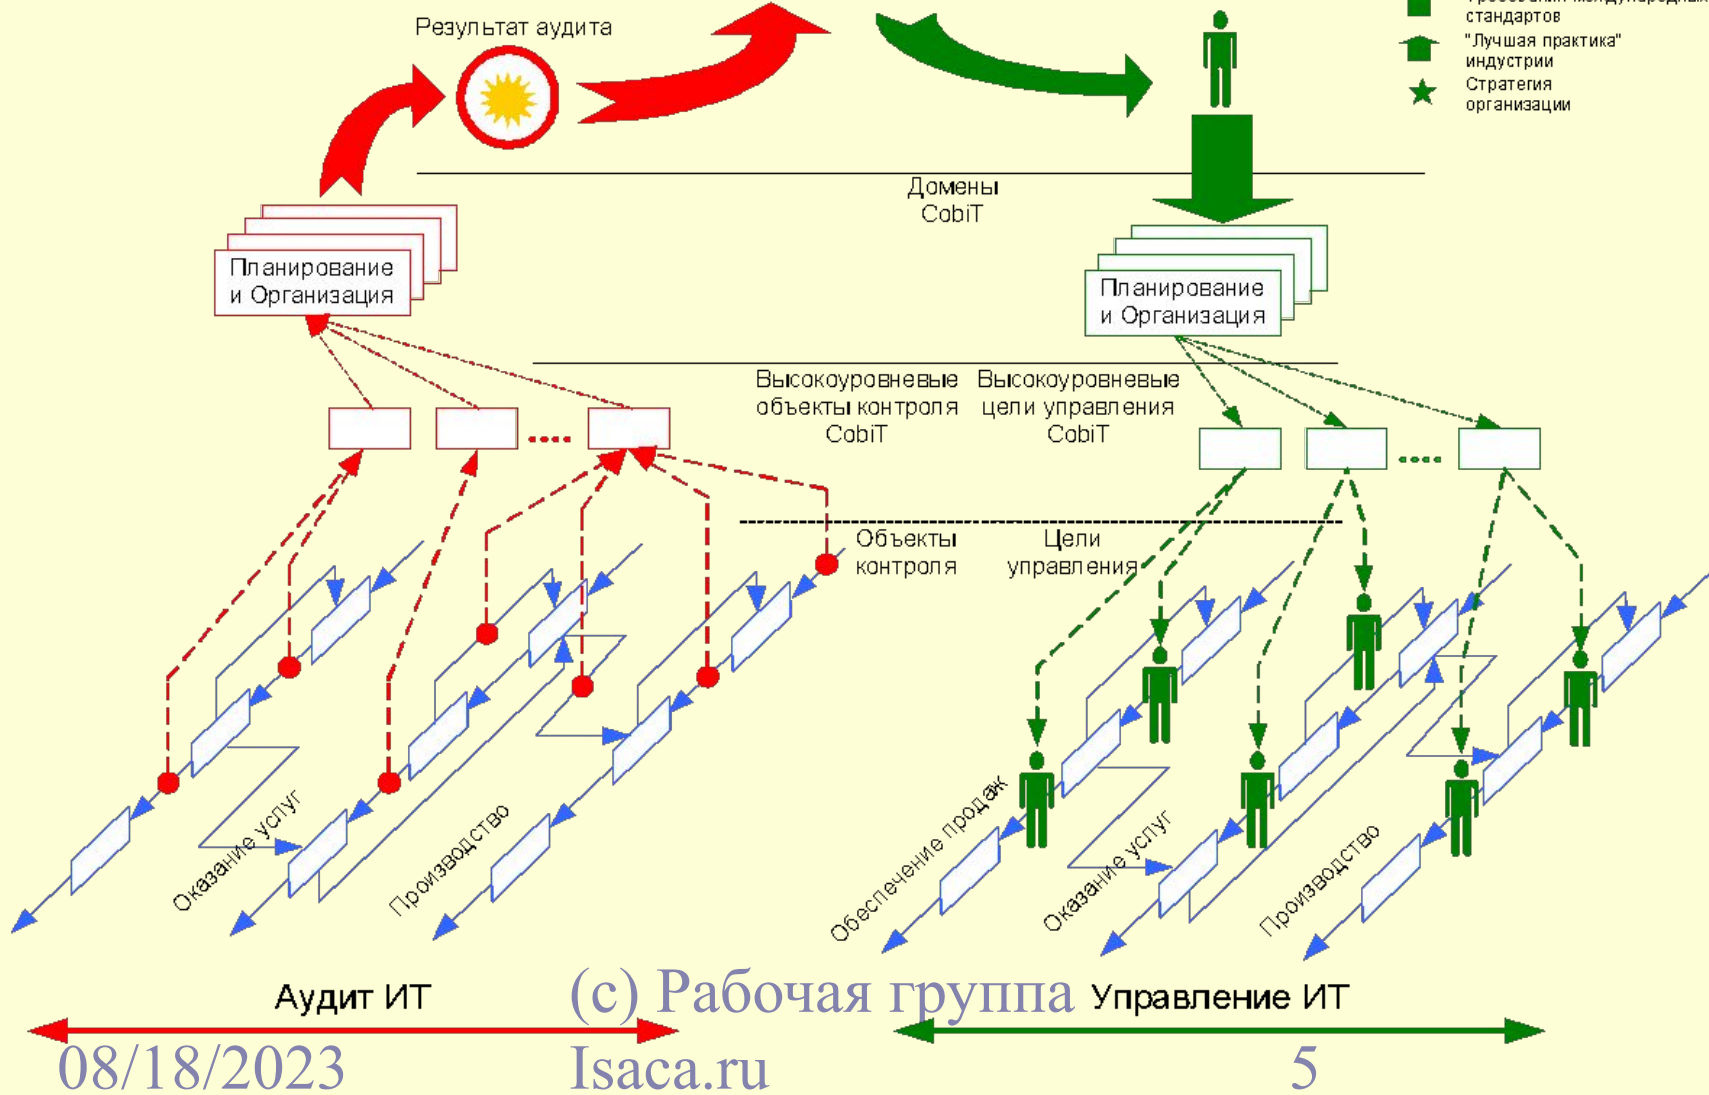 Требования международных
стандартов
"Лучшая практика"
индустрии
Стратегия
организации
Результат аудита
Домены
CobiT
Планирование
и Организация
Планирование
и Организация
Высокоуровневые
объекты контроля
CobiT
Высокоуровневые
цели управления
CobiT
Объекты
контроля
Цели
управления
Оказание услуг
Производство
Обеспечение продаж
Оказание услуг
Производство
Аудит ИТ
(c) Рабочая группа
Управление ИТ
08/18/2023
Isaca.ru
5